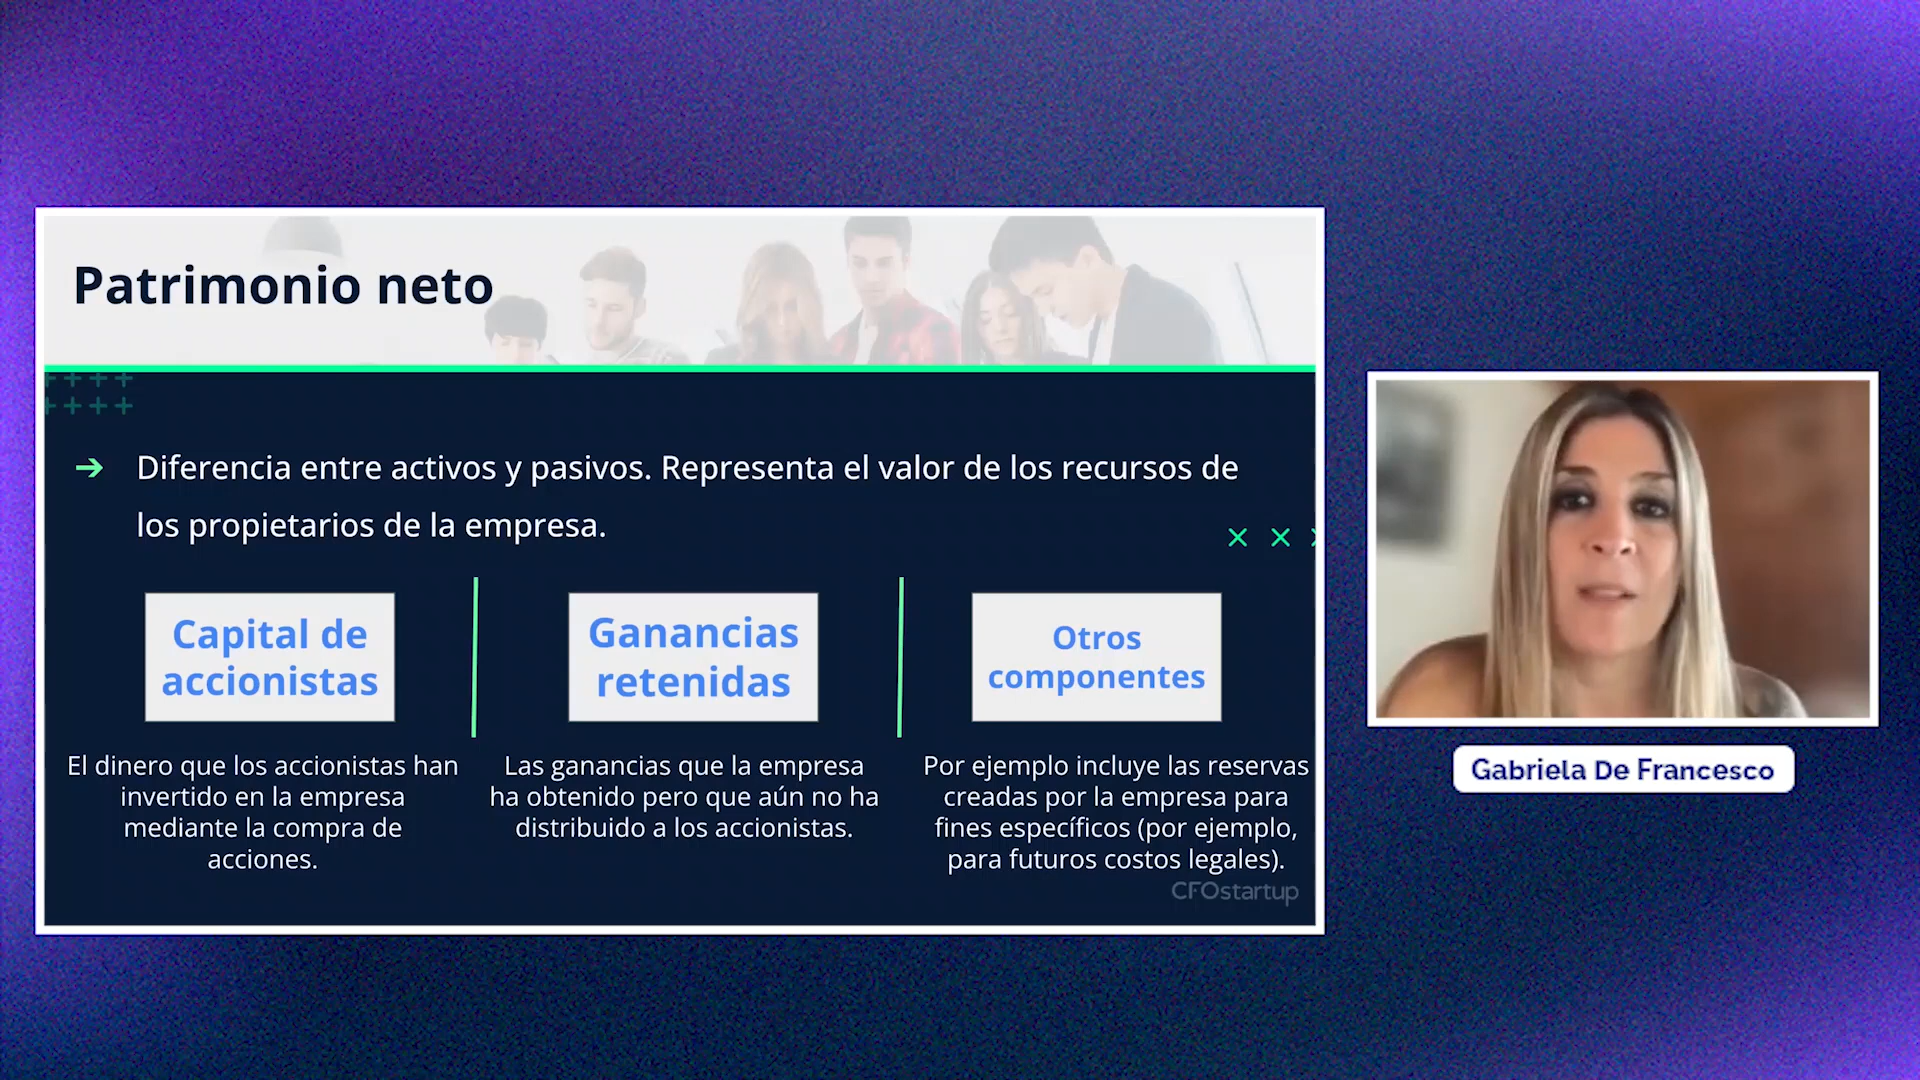 Patrimonio neto
➔ Diferencia entre activos y pasivos. Representa el valor de los recursos de
los propietarios de la empresa.
Capital de
accionistas
El dinero que los accionistas han
invertido en la empresa
mediante la compra de
acciones.
Ganancias
retenidas
Las ganancias que la empresa
ha obtenido pero que aún no ha
distribuido a los accionistas.
Otros
componentes
Por ejemplo incluye las reservas
creadas por la empresa para
fines específicos (por ejemplo,
para futuros costos legales).
CFOstartup
Gabriela De Francesco